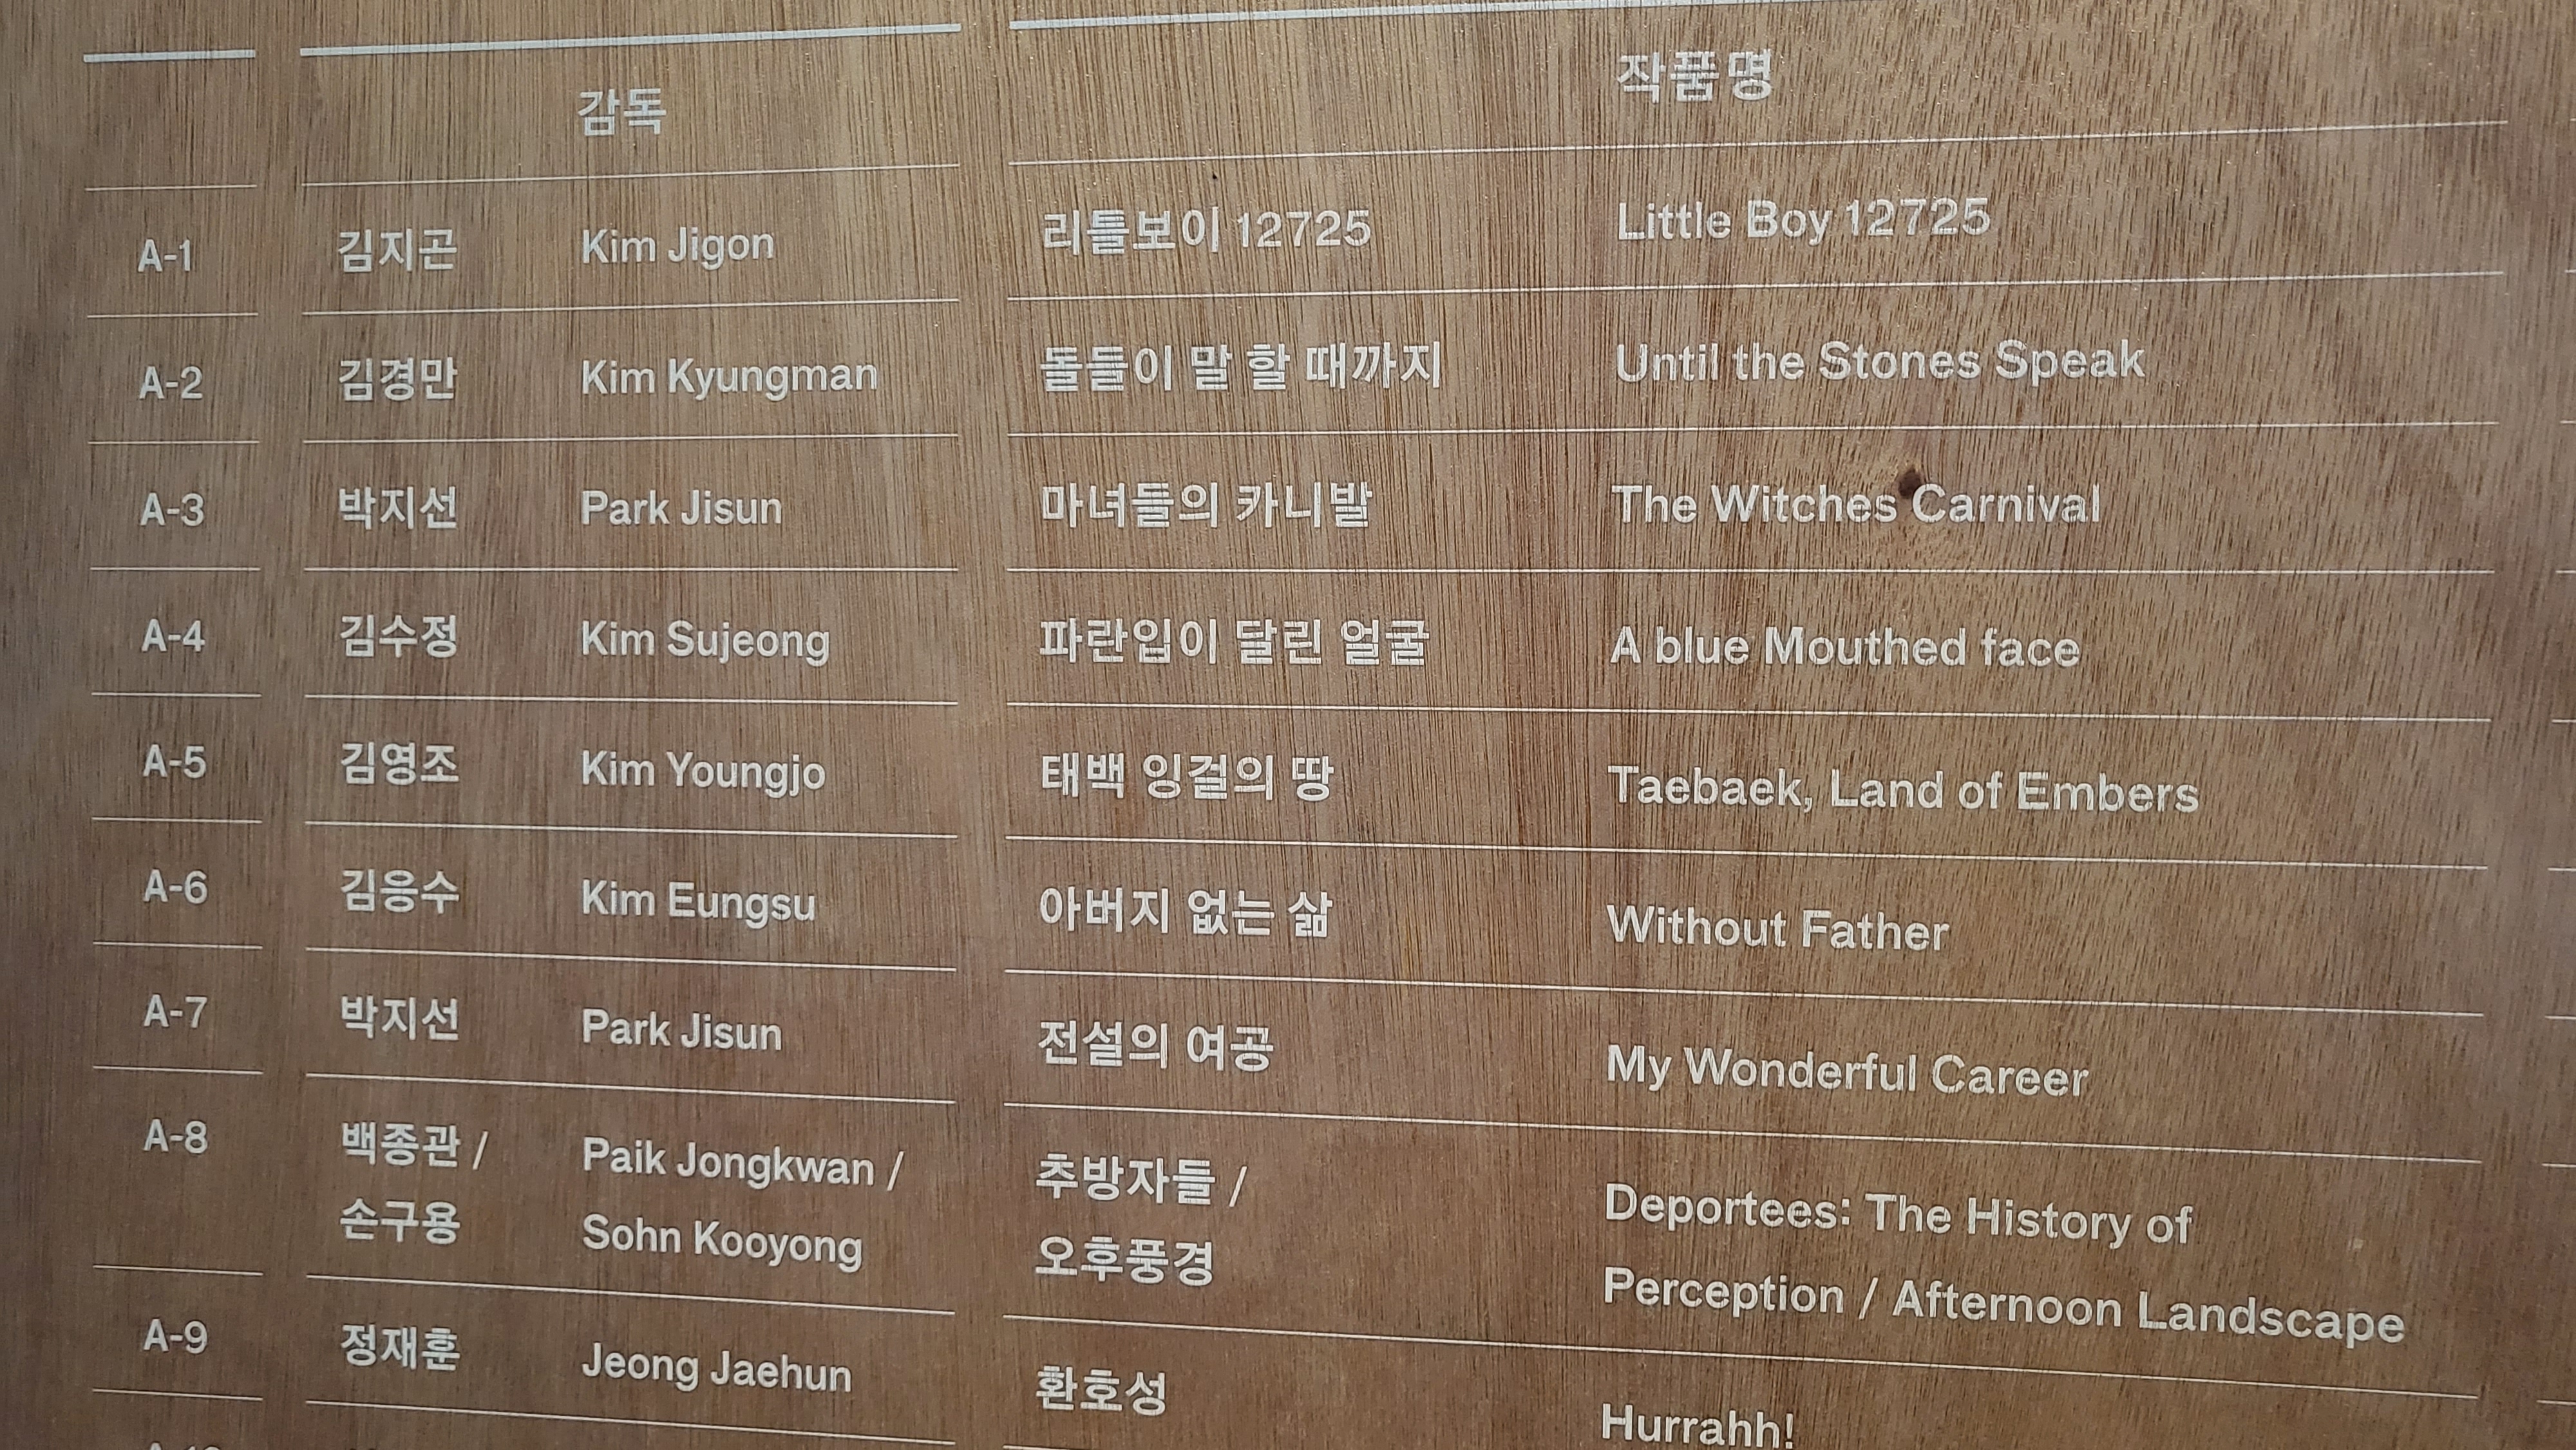 감독 작품명
A-1 김지곤 Kim Jigon 리틀보이 12725 Little Boy 12725
A-2 김경만 Kim Kyungman 돌들이 말 할 때까지 Until the Stones Speak
A-3 박지선 Park Jisun 마녀들의 카니발 The Witches Carnival
A-4 김수정 Kim Sujeong 파란입이 달린 얼굴 A blue Mouthed face
A-5 김영조 Kim Youngjo 태백 잉걸의 땅 Taebaek, Land of Embers
A-6 김응수 Kim Eungsu 아버지 없는 삶 Without Father
A-7 박지선 Park Jisun 전설의 여공 My Wonderful Career
A-8 백종관 / Paik Jongkwan / 추방자들 / Deportees: The History of
손구용 Sohn Kooyong 오후풍경 Perception / Afternoon Landscape
A-9 정재훈 Jeong Jaehun 환호성 Hurrahh!